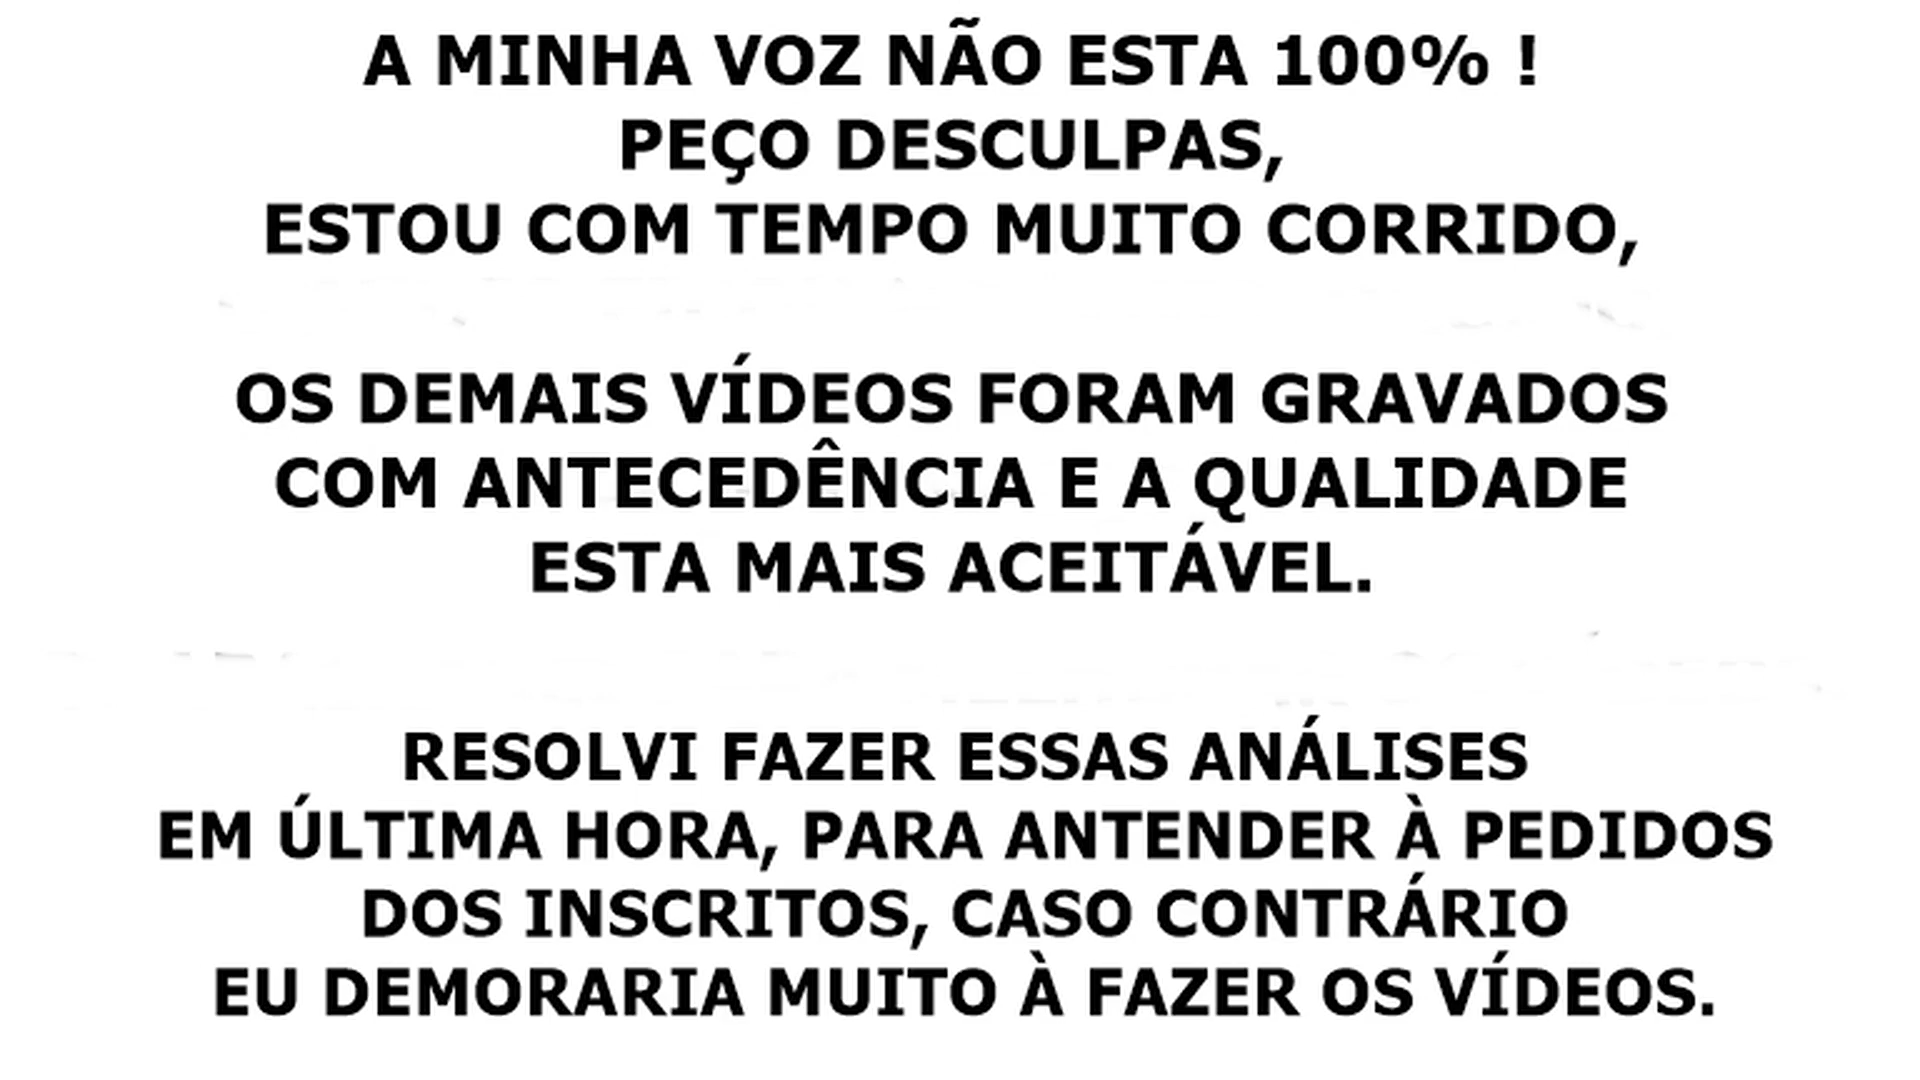 A MINHA VOZ NÃO ESTA 100% !
PEÇO DESCULPAS,
ESTOU COM TEMPO MUITO CORRIDO,
OS DEMAIS VÍDEOS FORAM GRAVADOS
COM ANTECEDÊNCIA E A QUALIDADE
ESTA MAIS ACEITÁVEL.
RESOLVI FAZER ESSAS ANÁLISES
EM ÚLTIMA HORA, PARA ANTENDER À PEDIDOS
DOS INSCRITOS, CASO CONTRÁRIO
EU DEMORARIA MUITO À FAZER OS VÍDEOS.